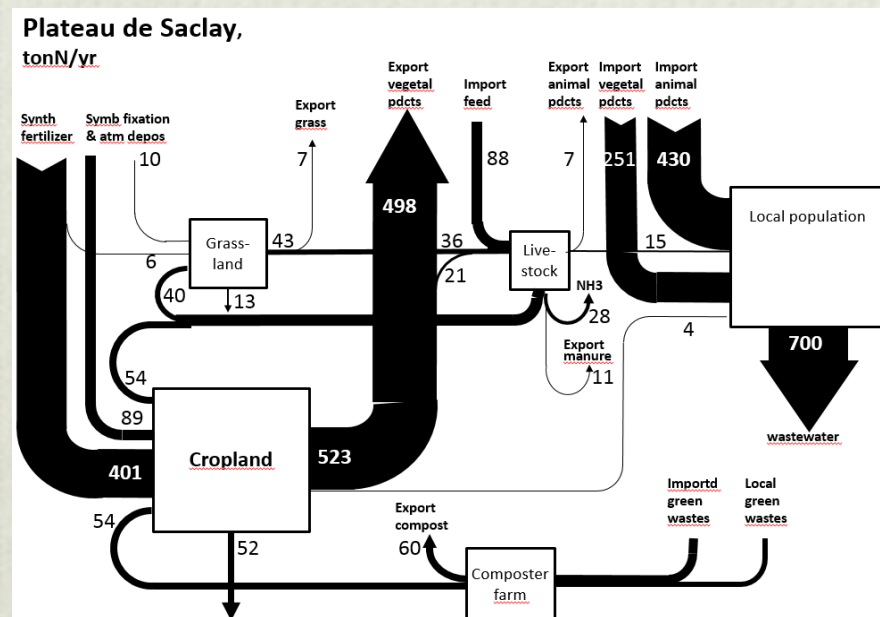 Plateau de Saclay,
tonN/yr
Synth
fertilizer
Symb fixation
& atm depos
Export
grass
Export
vegetal
pdcts
Import
feed
Export
animal
pdcts
Import
vegetal
pdcts
Import
animal
pdcts
10
7
88
7
251
430
498
Local population
Grass-
land
43
36
Live-
stock
15
6
21
40
13
NH3
28
4
700
Export
manure
11
54
89
wastewater
401
Cropland
523
54
52
Export
compost
60
Importd
green
wastes
Local
green
wastes
Composter
farm